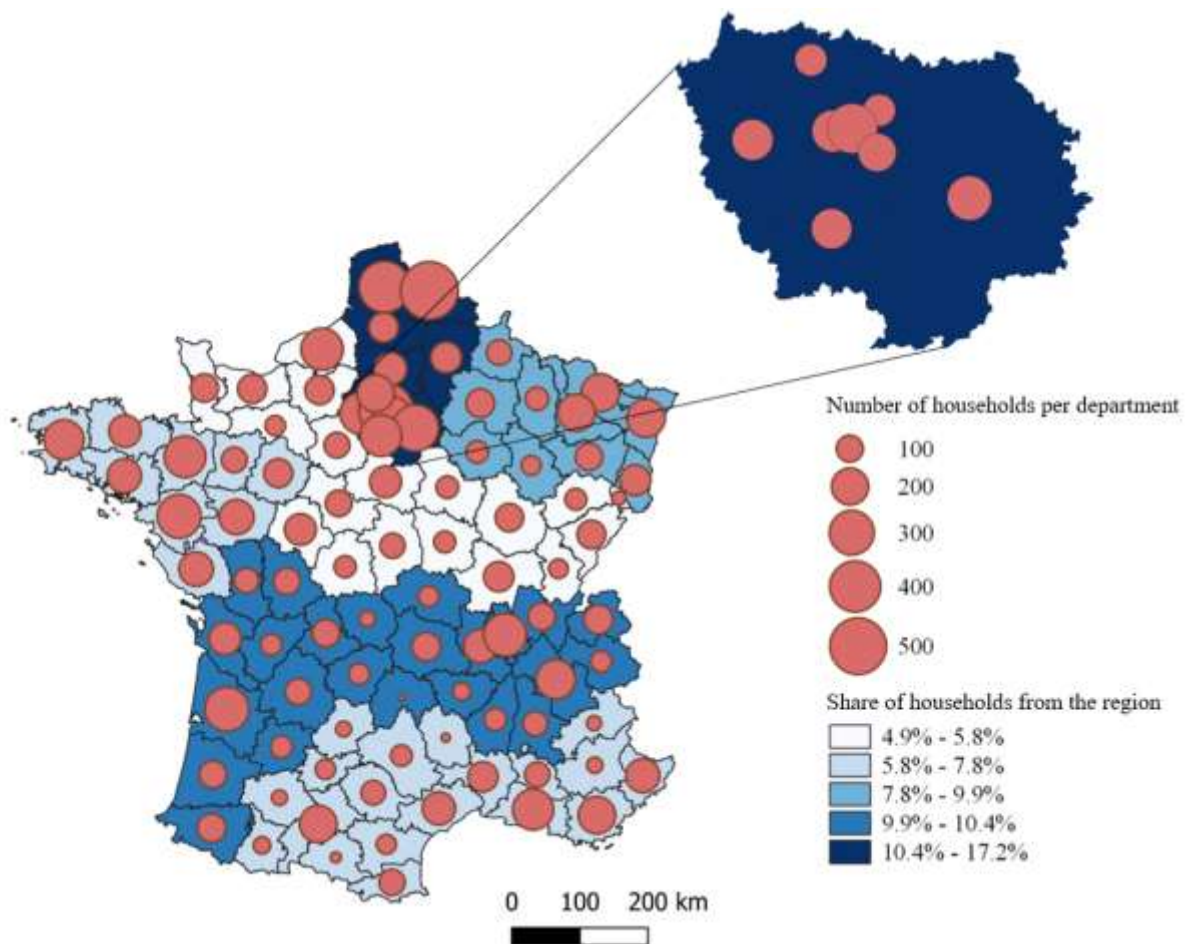 Number of households per department
100
200
300
400
500
Share of households from the region
4.9% - 5.8%
5.8% - 7.8%
7.8% - 9.9%
9.9% - 10.4%
10.4% - 17.2%
0 100 200 km